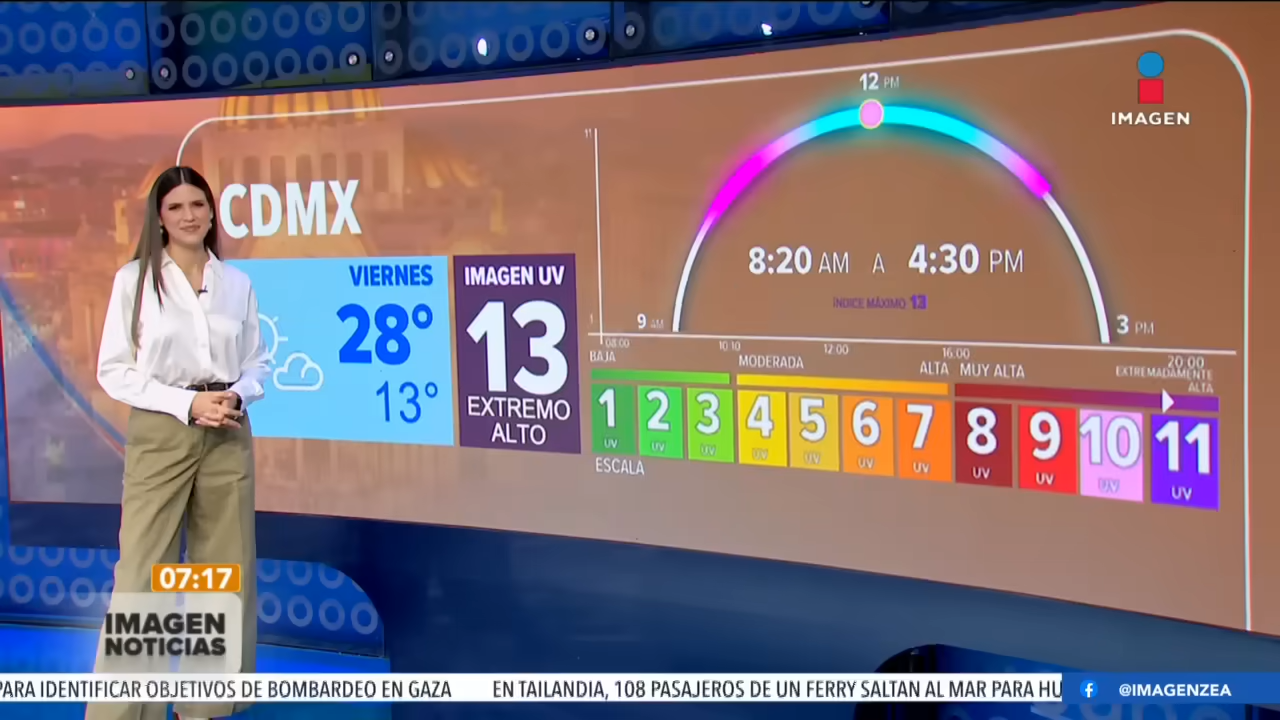 12 PM
IMAGEN
CDMX
11
VIERNES
28°
13°
IMAGEN UV
13
EXTREMO
ALTO
8:20 AM A 4:30 PM
ÍNDICE MÁXIMO 13
1
9 AM
3 PM
08:00
10:10
12:00
16:00
20:00
BAJA
MODERADA
ALTA
MUY ALTA
EXTREMADAMENTE
ALTA
1 2 3 4 5 6 7 8 9 10 11
UV UV UV UV UV UV UV UV UV UV UV
ESCALA
07:17
IMAGEN
NOTICIAS
PARA IDENTIFICAR OBJETIVOS DE BOMBARDEO EN GAZA EN TAILANDIA, 108 PASAJEROS DE UN FERRY SALTAN AL MAR PARA HU
@IMAGENZEA